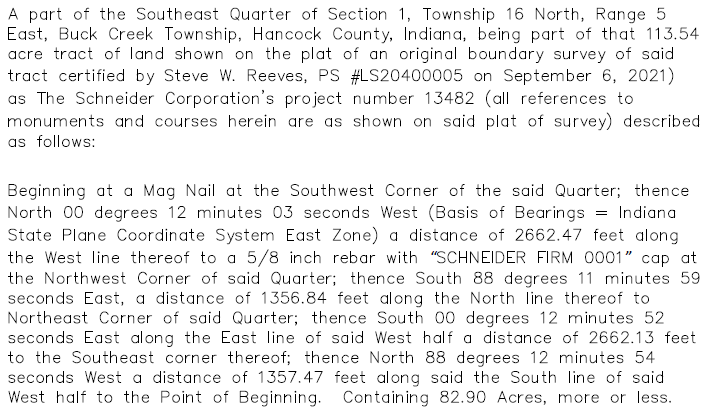 A part of the Southeast Quarter of Section 1, Township 16 North, Range 5
East, Buck Creek Township, Hancock County, Indiana, being part of that 113.54
acre tract of land shown on the plat of an original boundary survey of said
tract certified by Steve W. Reeves, PS #LS20400005 on September 6, 2021)
as The Schneider Corporation's project number 13482 (all references to
monuments and courses herein are as shown on said plat of survey) described
as follows:

Beginning at a Mag Nail at the Southwest Corner of the said Quarter; thence
North 00 degrees 12 minutes 03 seconds West (Basis of Bearings = Indiana
State Plane Coordinate System East Zone) a distance of 2662.47 feet along
the West line thereof to a 5/8 inch rebar with "SCHNEIDER FIRM 0001" cap at
the Northwest Corner of said Quarter; thence South 88 degrees 11 minutes 59
seconds East, a distance of 1356.84 feet along the North line thereof to
Northeast Corner of said Quarter; thence South 00 degrees 12 minutes 52
seconds East along the East line of said West half a distance of 2662.13 feet
to the Southeast corner thereof; thence North 88 degrees 12 minutes 54
seconds West a distance of 1357.47 feet along said the South line of said
West half to the Point of Beginning. Containing 82.90 Acres, more or less.